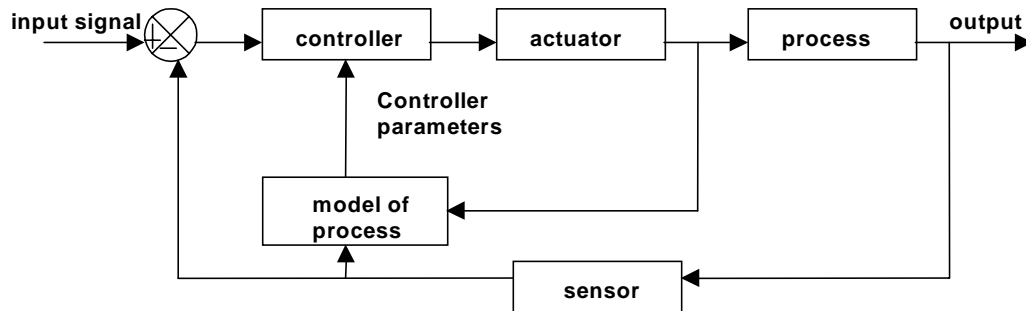 input signal
+
−
controller
actuator
process
output
Controller
parameters
model of
process
sensor